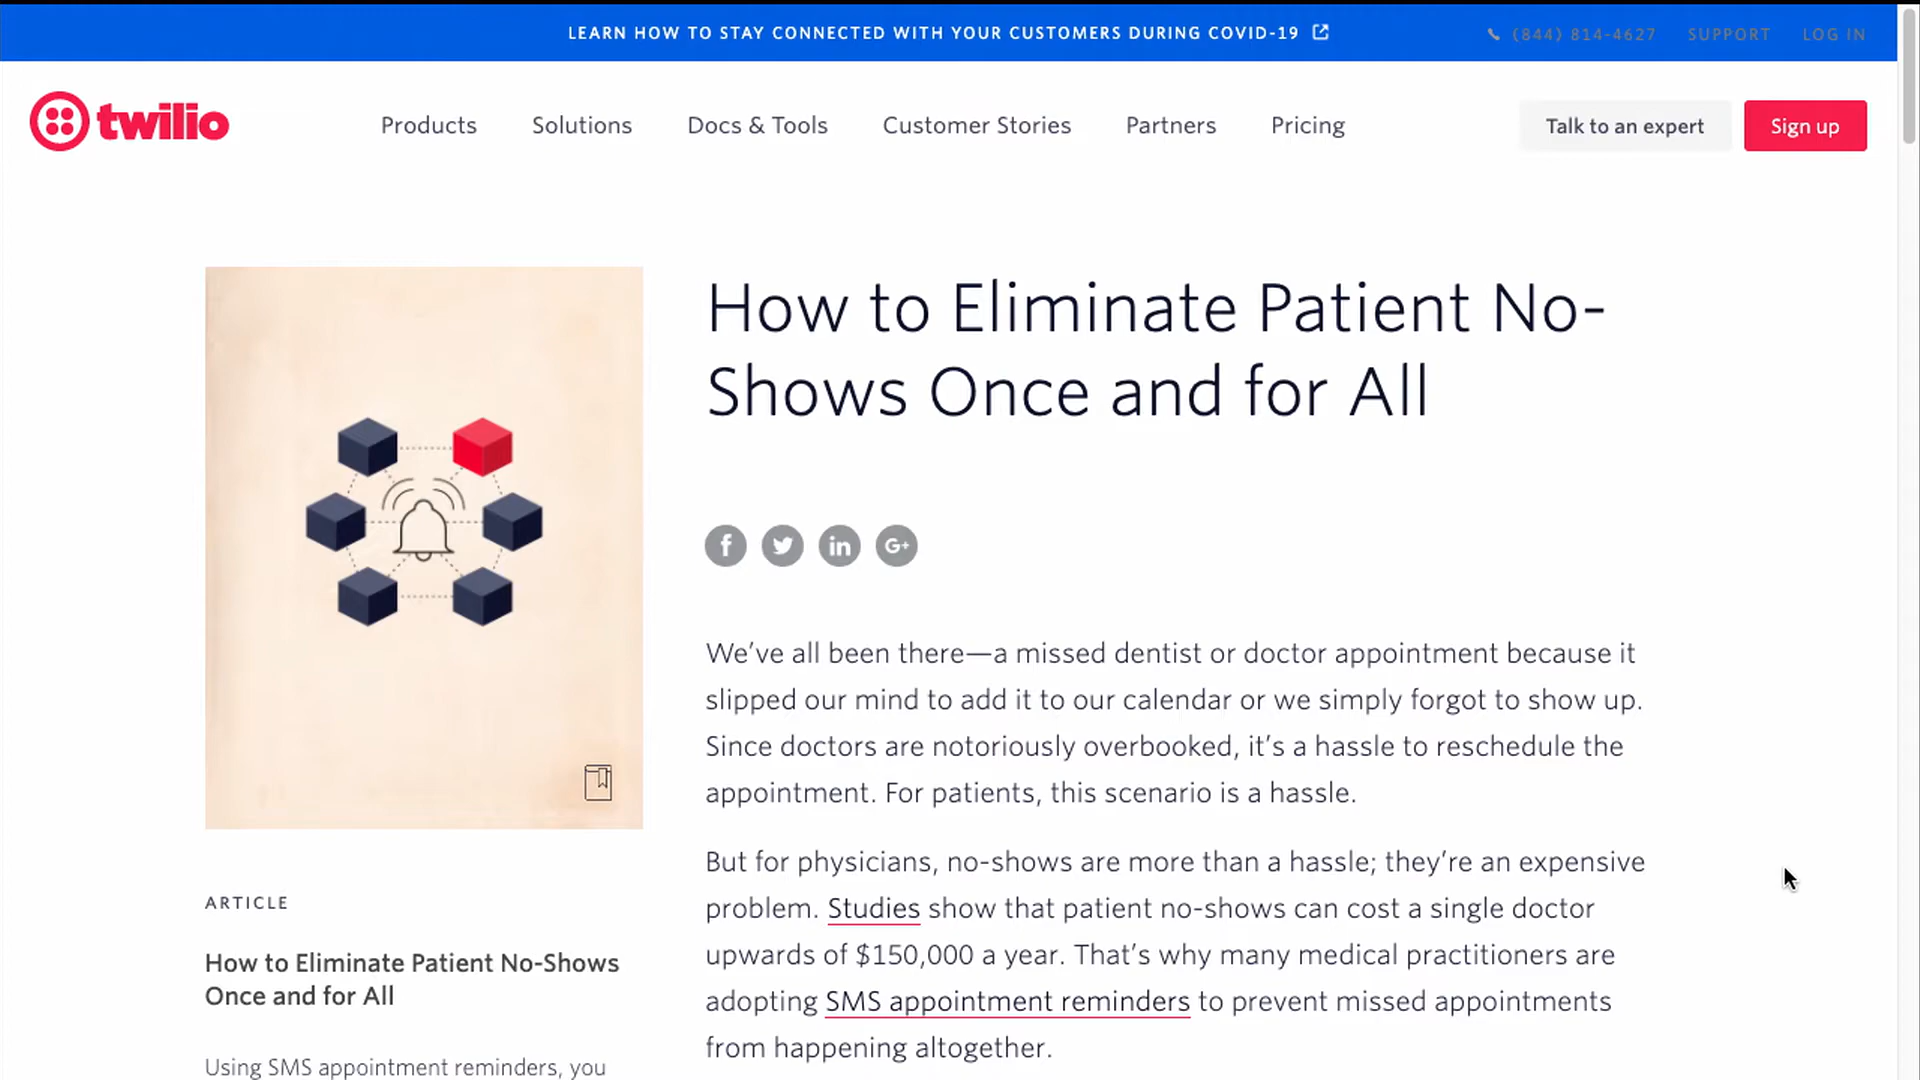 LEARN HOW TO STAY CONNECTED WITH YOUR CUSTOMERS DURING COVID-19
(844) 814-4627 SUPPORT LOG IN
twilio
Products Solutions Docs & Tools Customer Stories Partners Pricing
Talk to an expert Sign up
How to Eliminate Patient No-
Shows Once and for All
f in G+
We’ve all been there—a missed dentist or doctor appointment because it
slipped our mind to add it to our calendar or we simply forgot to show up.
Since doctors are notoriously overbooked, it’s a hassle to reschedule the
appointment. For patients, this scenario is a hassle.
But for physicians, no-shows are more than a hassle; they’re an expensive
problem. Studies show that patient no-shows can cost a single doctor
upwards of $150,000 a year. That’s why many medical practitioners are
adopting SMS appointment reminders to prevent missed appointments
from happening altogether.
ARTICLE
How to Eliminate Patient No-Shows
Once and for All
Using SMS appointment reminders, you